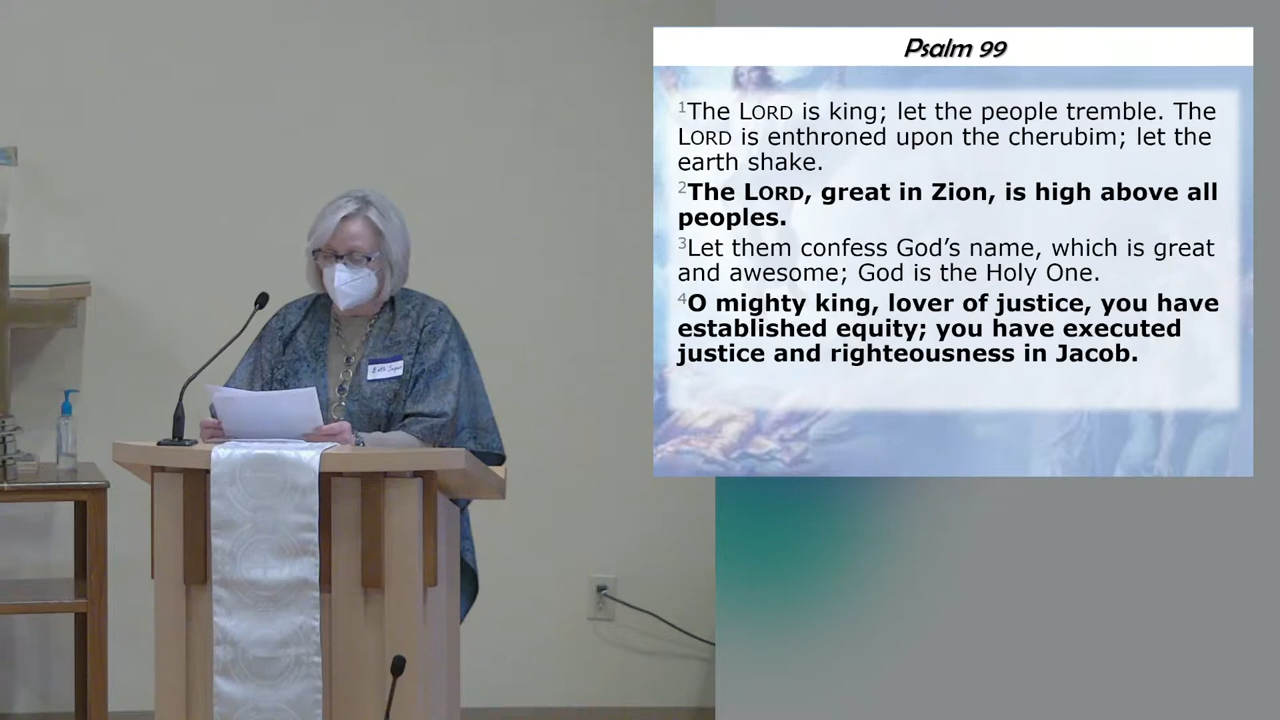 Psalm 99
1The LORD is king; let the people tremble. The
LORD is enthroned upon the cherubim; let the
earth shake.
2The LORD, great in Zion, is high above all
peoples.
3Let them confess God’s name, which is great
and awesome; God is the Holy One.
4O mighty king, lover of justice, you have
established equity; you have executed
justice and righteousness in Jacob.